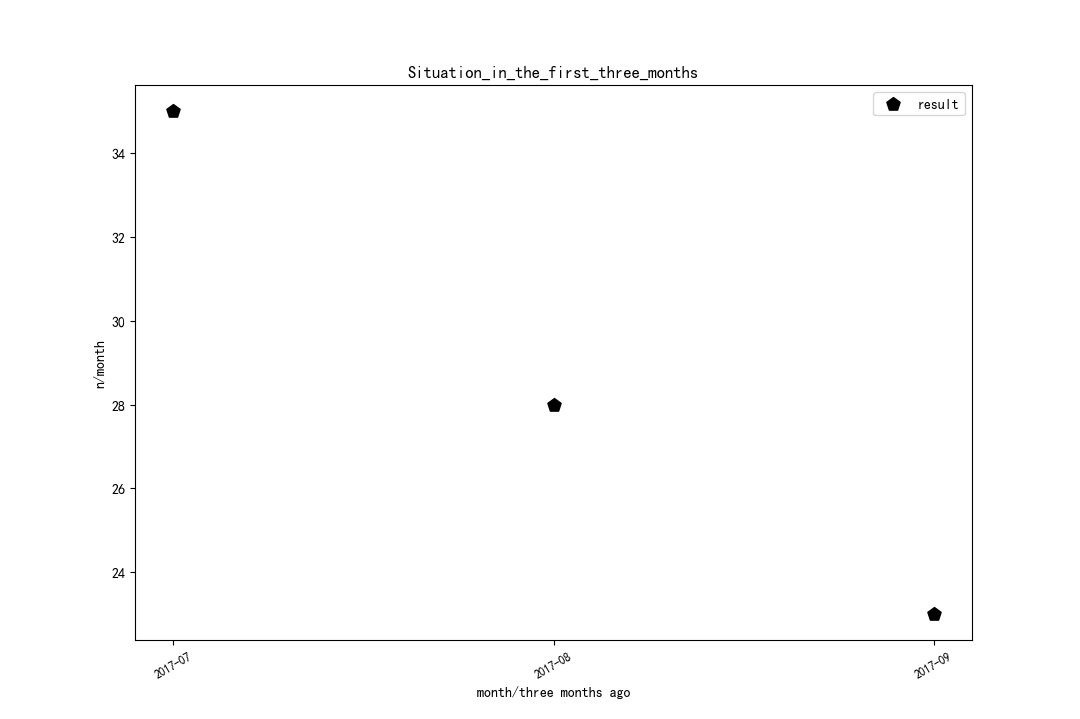 Situation_in_the_first_three_months
result
34
32
30
28
26
24
n/month
2017-07
2017-08
2017-09
month/three months ago